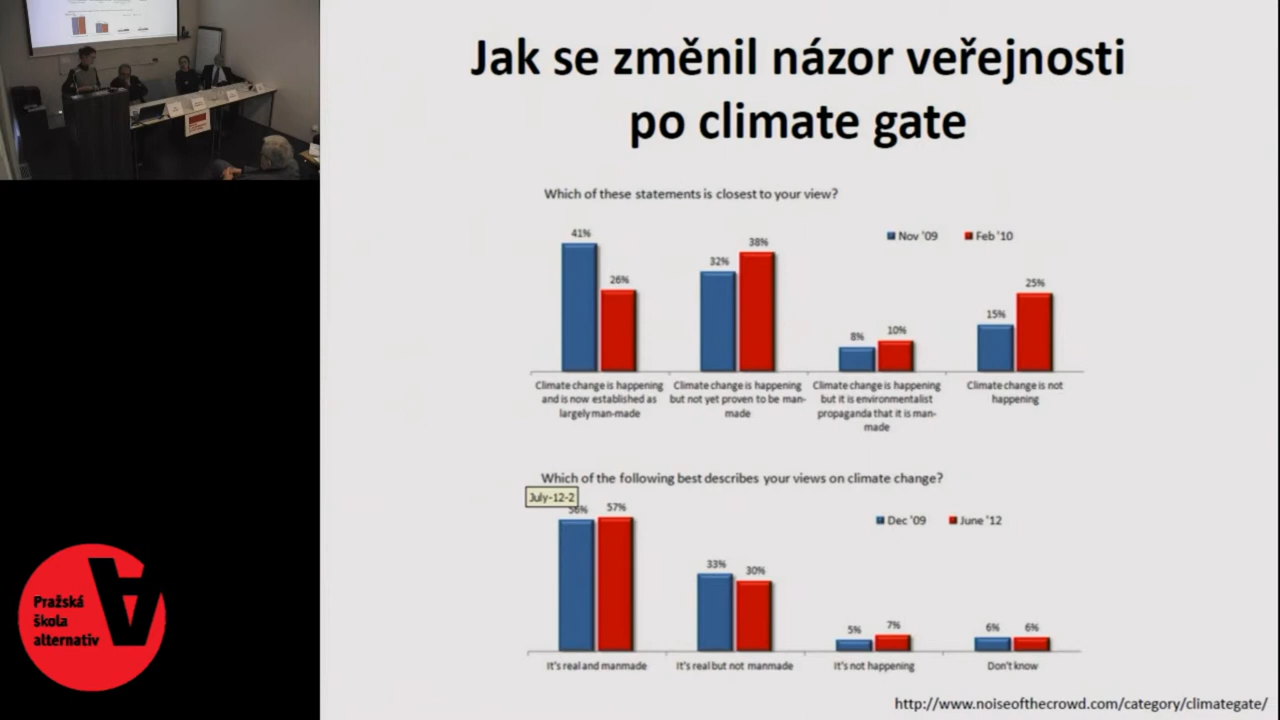 Jak se změnil názor veřejnosti
po climate gate
Which of these statements is closest to your view?
Nov '09 Feb '10
41%
26%
32%
38%
8%
10%
15%
25%
Climate change is happening
and is now established as
largely man-made
Climate change is happening
but not yet proven to be man-
made
Climate change is happening
but it is environmentalist
propaganda that it is man-
made
Climate change is not
happening
Which of the following best describes your views on climate change?
July-12-2
Dec '09 June '12
57%
33%
30%
5%
7%
6%
6%
It's real and manmade
It's real but not manmade
It's not happening
Don't know
http://www.noiseofthecrowd.com/category/climategate/
Pražská
škola
alternativ